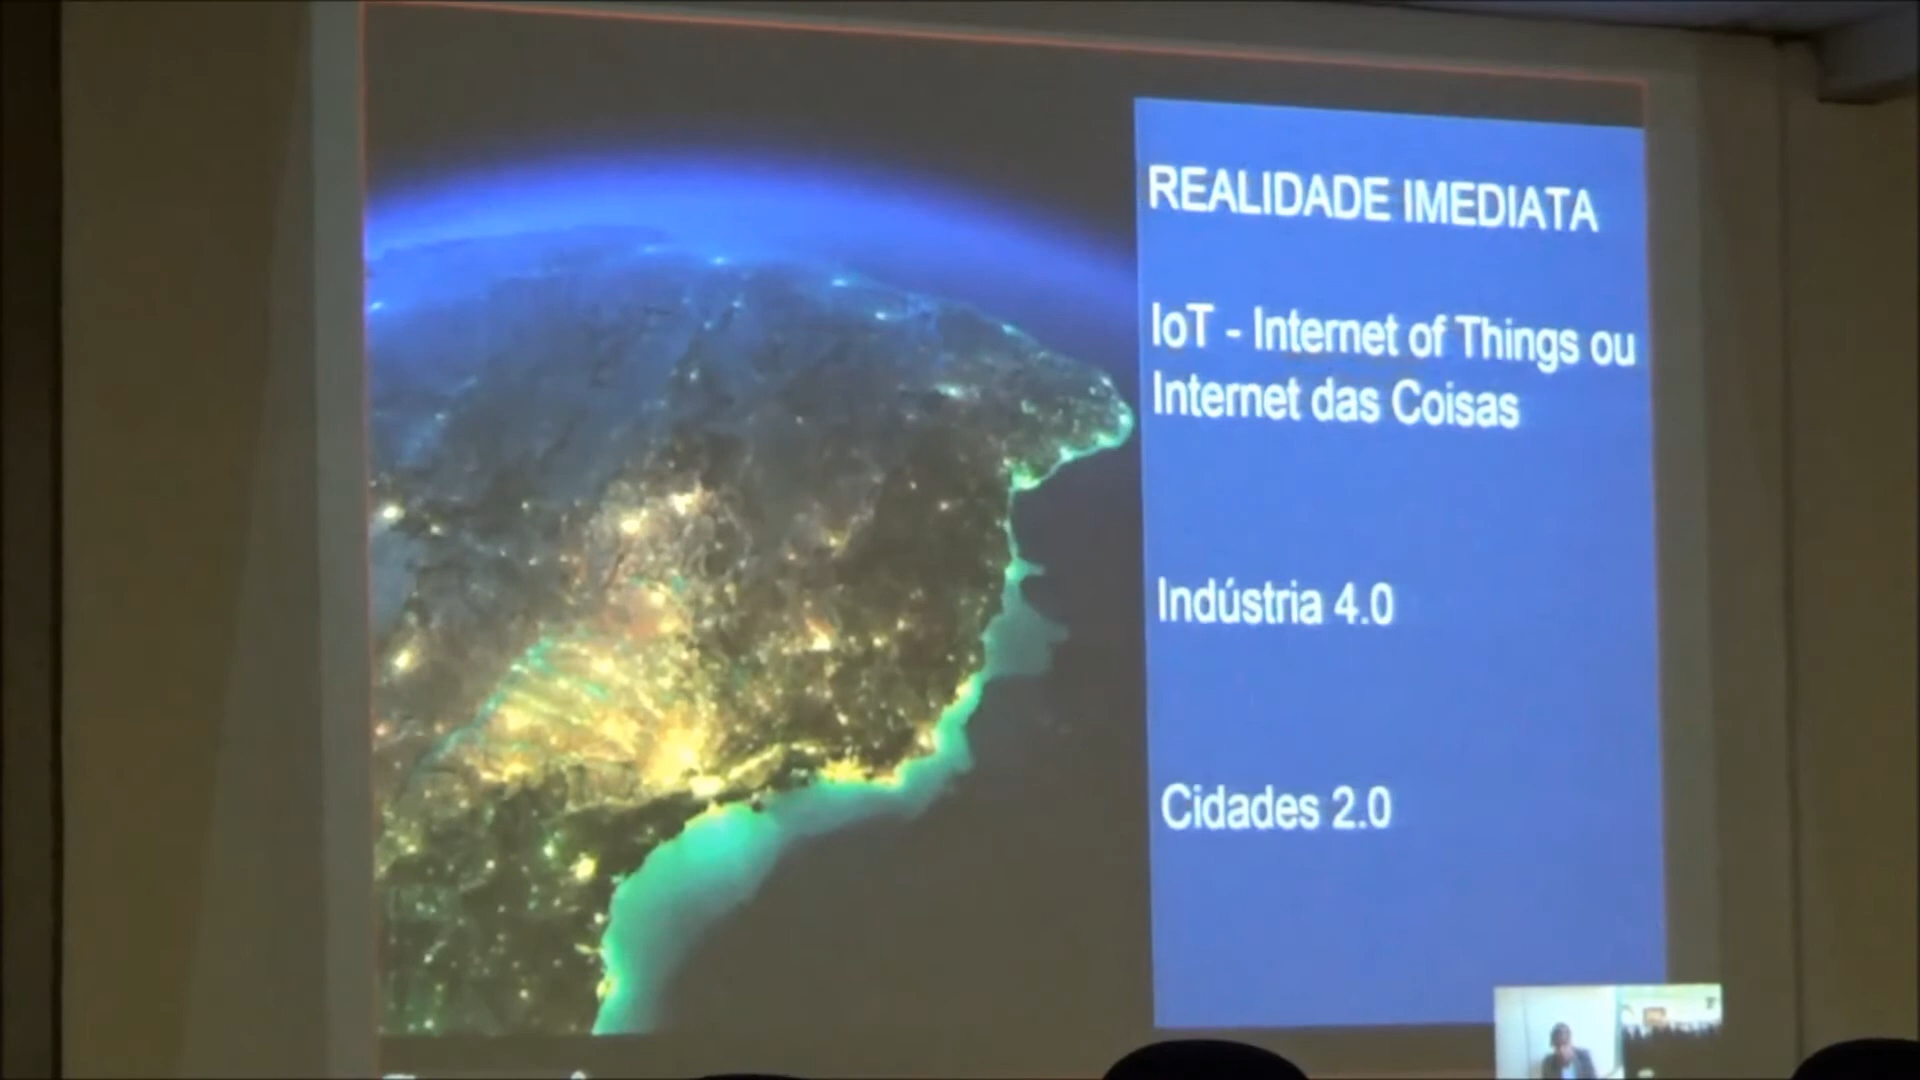 REALIDADE IMEDIATA
IoT - Internet of Things ou
Internet das Coisas
Indústria 4.0
Cidades 2.0